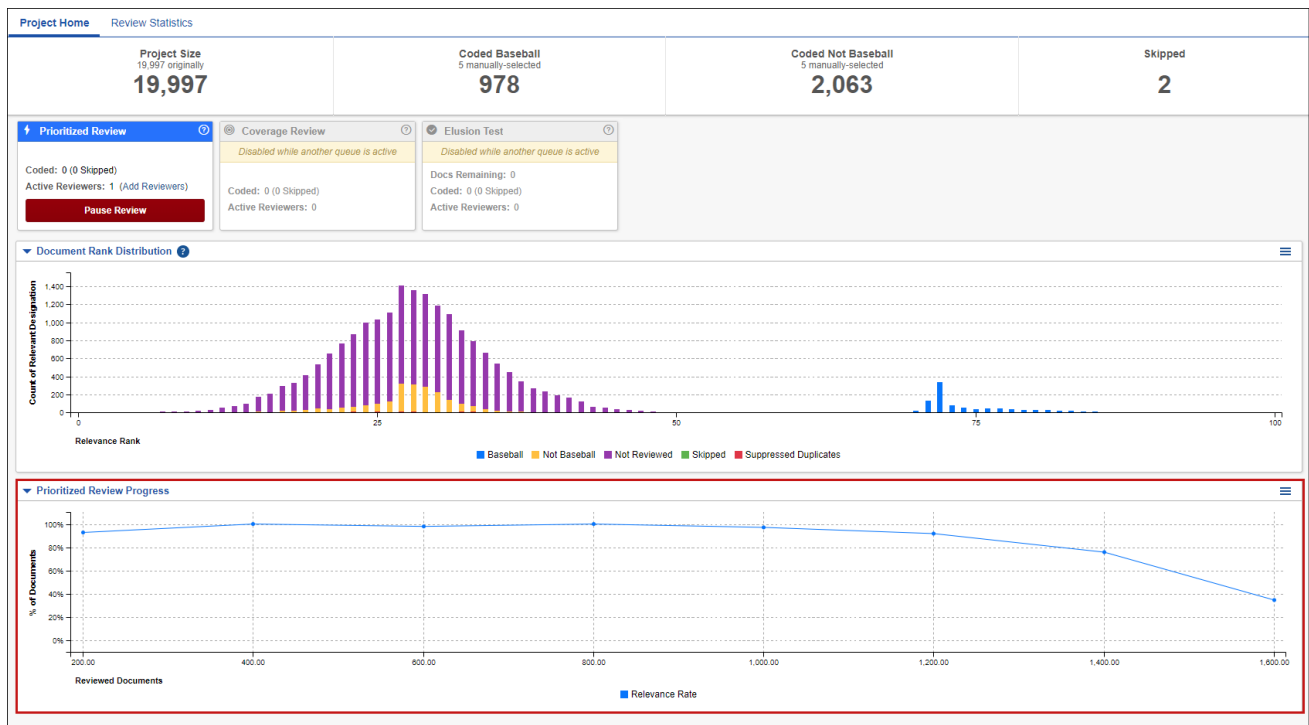 Project Home Review Statistics
Project Size
19,997 originally
19,997
Coded Baseball
5 manually-selected
978
Coded Not Baseball
5 manually-selected
2,063
Skipped
2
Prioritized Review ?
Coded: 0 (0 Skipped)
Active Reviewers: 1 (Add Reviewers)
Pause Review
Coverage Review ?
Disabled while another queue is active
Coded: 0 (0 Skipped)
Active Reviewers: 0
Elusion Test ?
Disabled while another queue is active
Docs Remaining: 0
Coded: 0 (0 Skipped)
Active Reviewers: 0
Document Rank Distribution ?
Count of Relevant Designation
1,400
1,200
1,000
800
600
400
200
0
0 25 50 75 100
Relevance Rank
Baseball Not Baseball Not Reviewed Skipped Suppressed Duplicates
Prioritized Review Progress
% of Documents
100%
80%
60%
40%
20%
0%
200.00 400.00 600.00 800.00 1,000.00 1,200.00 1,400.00 1,600.00
Reviewed Documents
Relevance Rate